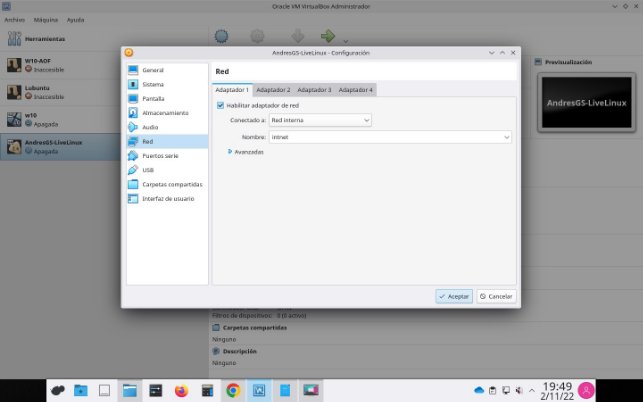 Oracle VM VirtualBox Administrador
Archivo Máquina Ayuda
Herramientas
W10-AOF
Inaccesible
Lubuntu
Inaccesible
w10
Apagada
AndresGS-LiveLinux
Apagada
AndresGS-LiveLinux - Configuración
General
Sistema
Pantalla
Almacenamiento
Audio
Red
Puertos serie
USB
Carpetas compartidas
Interfaz de usuario
Red
Adaptador 1 Adaptador 2 Adaptador 3 Adaptador 4
Habilitar adaptador de red
Conectado a: Red interna
Nombre: intnet
Avanzadas
Aceptar Cancelar
Previsualización
AndresGS-LiveLinux
Filtros de dispositivos: 0 (0 activo)
Carpetas compartidas
Ninguno
Descripción
Ninguno
19:49
2/11/22